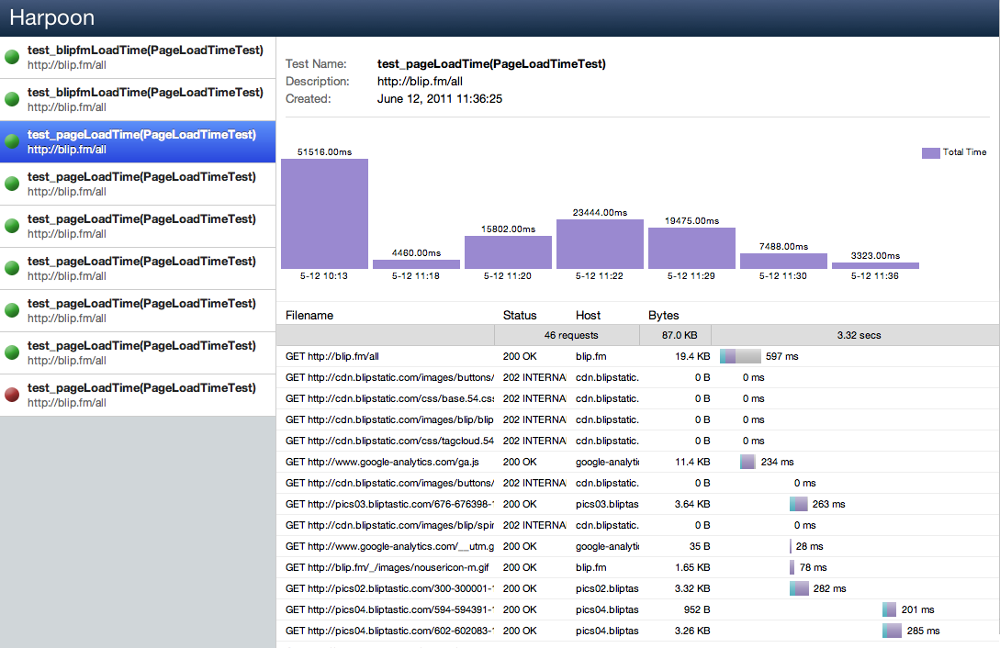 Harpoon
test_blipfmLoadTime(PageLoadTimeTest)
http://blip.fm/all
test_blipfmLoadTime(PageLoadTimeTest)
http://blip.fm/all
test_pageLoadTime(PageLoadTimeTest)
http://blip.fm/all
test_pageLoadTime(PageLoadTimeTest)
http://blip.fm/all
test_pageLoadTime(PageLoadTimeTest)
http://blip.fm/all
test_pageLoadTime(PageLoadTimeTest)
http://blip.fm/all
test_pageLoadTime(PageLoadTimeTest)
http://blip.fm/all
test_pageLoadTime(PageLoadTimeTest)
http://blip.fm/all
test_pageLoadTime(PageLoadTimeTest)
http://blip.fm/all
Test Name: test_pageLoadTime(PageLoadTimeTest)
Description: http://blip.fm/all
Created: June 12, 2011 11:36:25
Total Time
51516.00ms 4460.00ms 15802.00ms 23444.00ms 19475.00ms 7488.00ms 3323.00ms
5-12 10:13 5-12 11:18 5-12 11:20 5-12 11:22 5-12 11:29 5-12 11:30 5-12 11:36
Filename Status Host Bytes
46 requests 87.0 KB 3.32 secs
GET http://blip.fm/all 200 OK blip.fm 19.4 KB 597 ms
GET http://cdn.blipstatic.com/images/buttons/ 202 INTERNAL cdn.blipstatic. 0 B 0 ms
GET http://cdn.blipstatic.com/css/base.54.css 202 INTERNAL cdn.blipstatic. 0 B 0 ms
GET http://cdn.blipstatic.com/images/blip/blip 202 INTERNAL cdn.blipstatic. 0 B 0 ms
GET http://cdn.blipstatic.com/css/tagcloud.54 202 INTERNAL cdn.blipstatic. 0 B 0 ms
GET http://www.google-analytics.com/ga.js 200 OK google-analytic 11.4 KB 234 ms
GET http://cdn.blipstatic.com/images/buttons/ 202 INTERNAL cdn.blipstatic. 0 B 0 ms
GET http://pics03.bliptastic.com/676-676398-1 200 OK pics03.bliptas 3.64 KB 263 ms
GET http://cdn.blipstatic.com/images/blip/spin 202 INTERNAL cdn.blipstatic. 0 B 0 ms
GET http://www.google-analytics.com/__utm.g 200 OK google-analytic 35 B 28 ms
GET http://blip.fm/_/images/nousericon-m.gif 200 OK blip.fm 1.65 KB 78 ms
GET http://pics02.bliptastic.com/300-300001-1 200 OK pics02.bliptas 3.32 KB 282 ms
GET http://pics04.bliptastic.com/594-594391-1 200 OK pics04.bliptas 952 B 201 ms
GET http://pics04.bliptastic.com/602-602083-1 200 OK pics04.bliptas 3.26 KB 285 ms